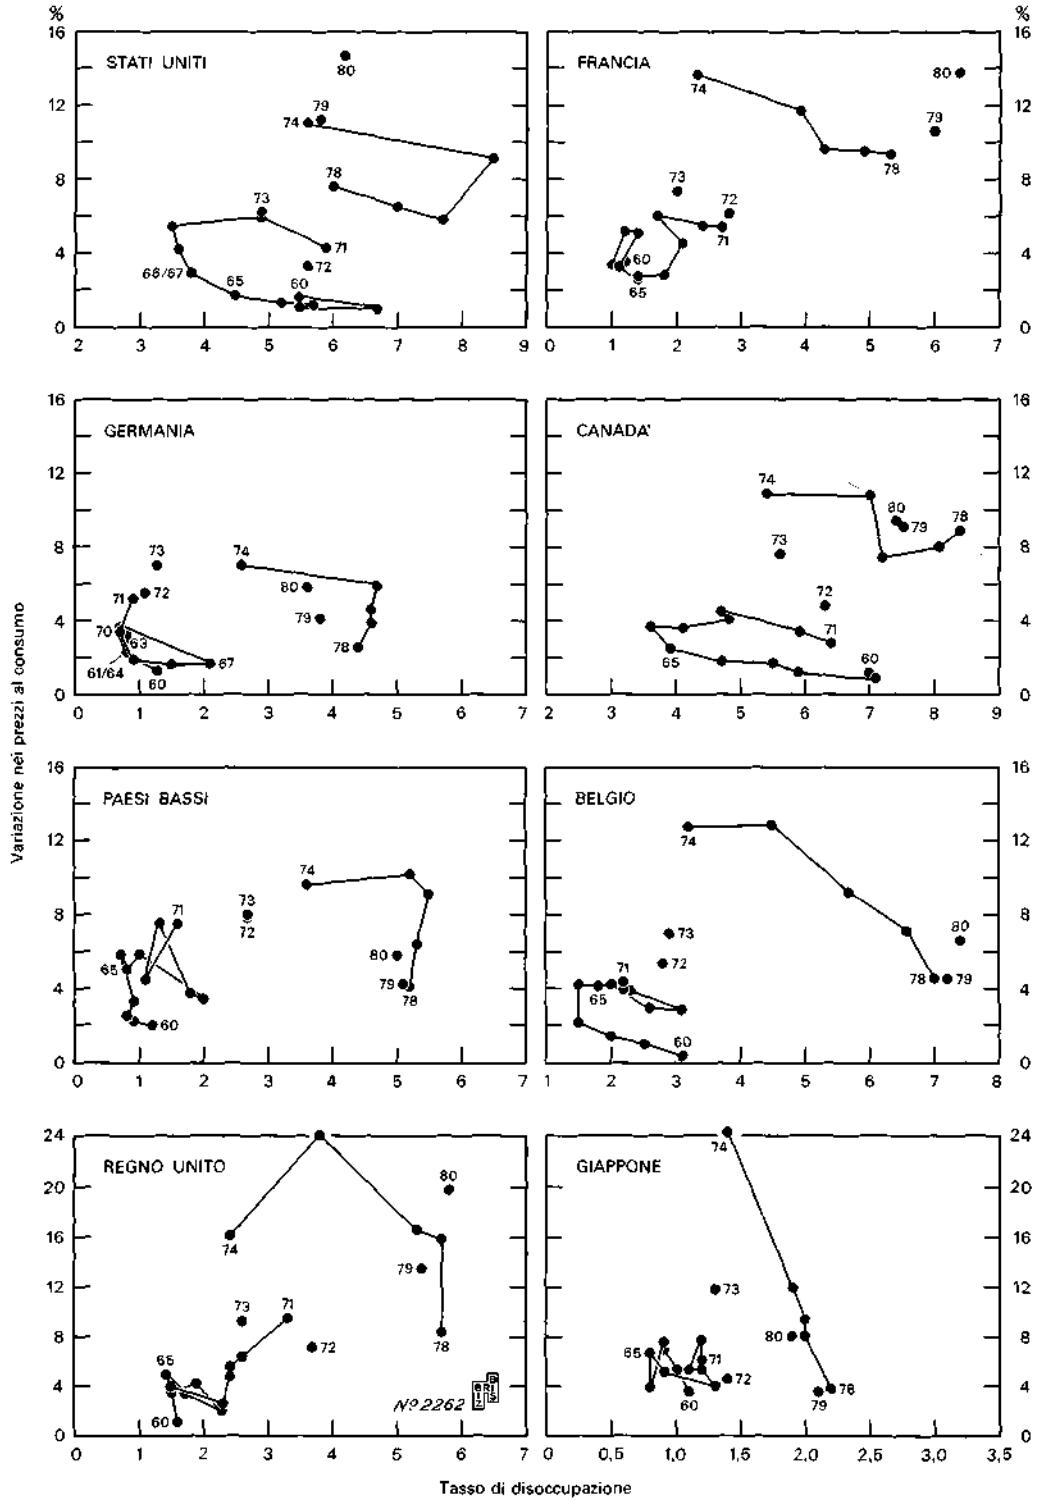 % %
16 16
STATI UNITI FRANCIA
80 80
74 79
74 79
12 12
78 78
8 8
73 73 72
71 71
4 72 60 4
66/67 65 60 65
0 0
2 3 4 5 6 7 8 9 0 1 2 3 4 5 6 7
16 16
GERMANIA CANADA'
12 12
74 80 79 78
8 73 74 73 8
80
71 72 72
79
4 70 63 71 4
78
61/64 67 65 60
60
0 0
0 1 2 3 4 5 6 7 2 3 4 5 6 7 8 9
Variazione nei prezzi al consumo
16 16
PAESI BASSI BELGIO
12 74 12
74
71 73 80
8 72 73 8
80 72
65 71 78 79
79
4 78 65 4
60 60
0 0
0 1 2 3 4 5 6 7 1 2 3 4 5 6 7 8
24 24
REGNO UNITO 74 GIAPPONE
80
20 20
16 74 16
79
12 73 71 73 12
8 72 78 80 8
65 65 71
4 72 78 4
Nº 2262 BRIS BIZ 60 79
60
0 0
0 1 2 3 4 5 6 7 0 0,5 1,0 1,5 2,0 2,5 3,0 3,5
Tasso di disoccupazione